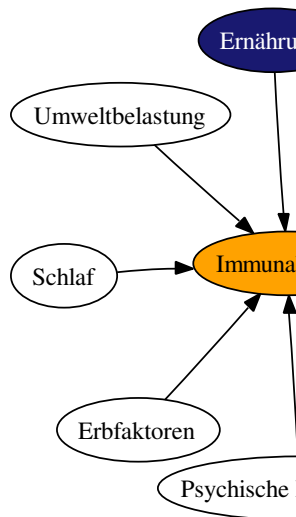 Ernähru
Umweltbelastung
Immuna
Schlaf
Erbfaktoren
Psychische